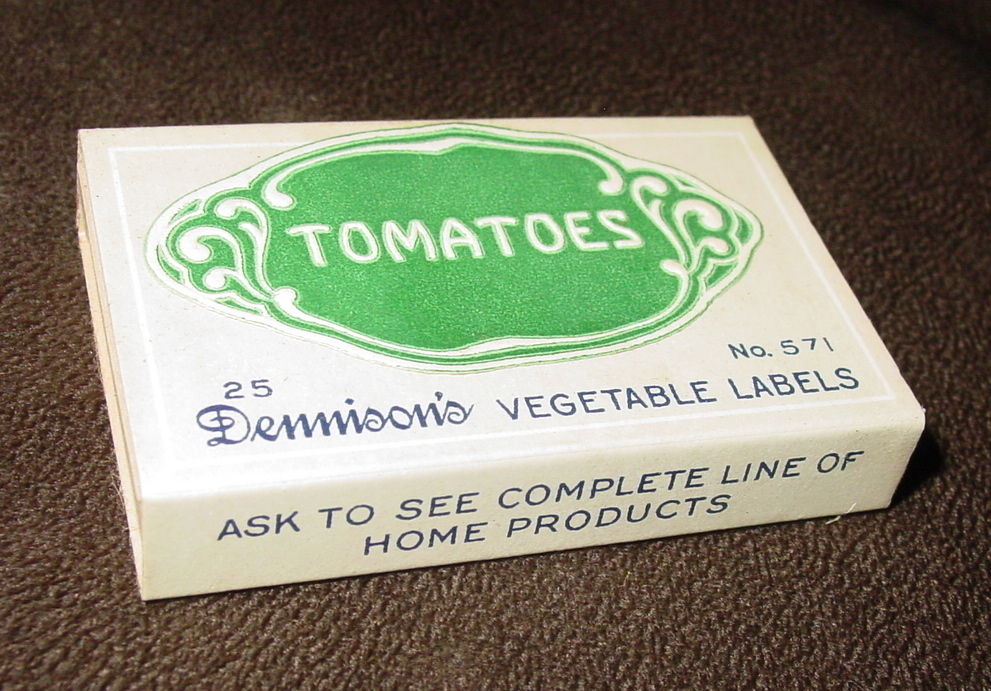 TOMATOES
No. 571
25
Dennison's VEGETABLE LABELS
ASK TO SEE COMPLETE LINE OF
HOME PRODUCTS